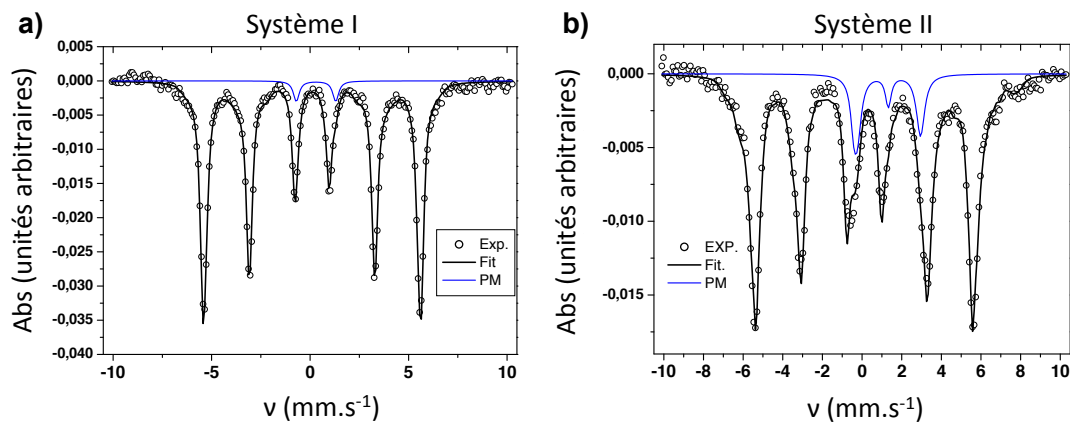 a) Système I
0,005
0,000
-0,005
-0,010
-0,015
-0,020
-0,025
-0,030
-0,035
-0,040
Abs (unités arbitraires)
-10 -5 0 5 10
ν (mm.s-1)
Exp.
Fit
PM
b) Système II
0,000
-0,005
-0,010
-0,015
Abs (unités arbitraires)
-10 -8 -6 -4 -2 0 2 4 6 8 10
ν (mm.s-1)
EXP.
Fit.
PM